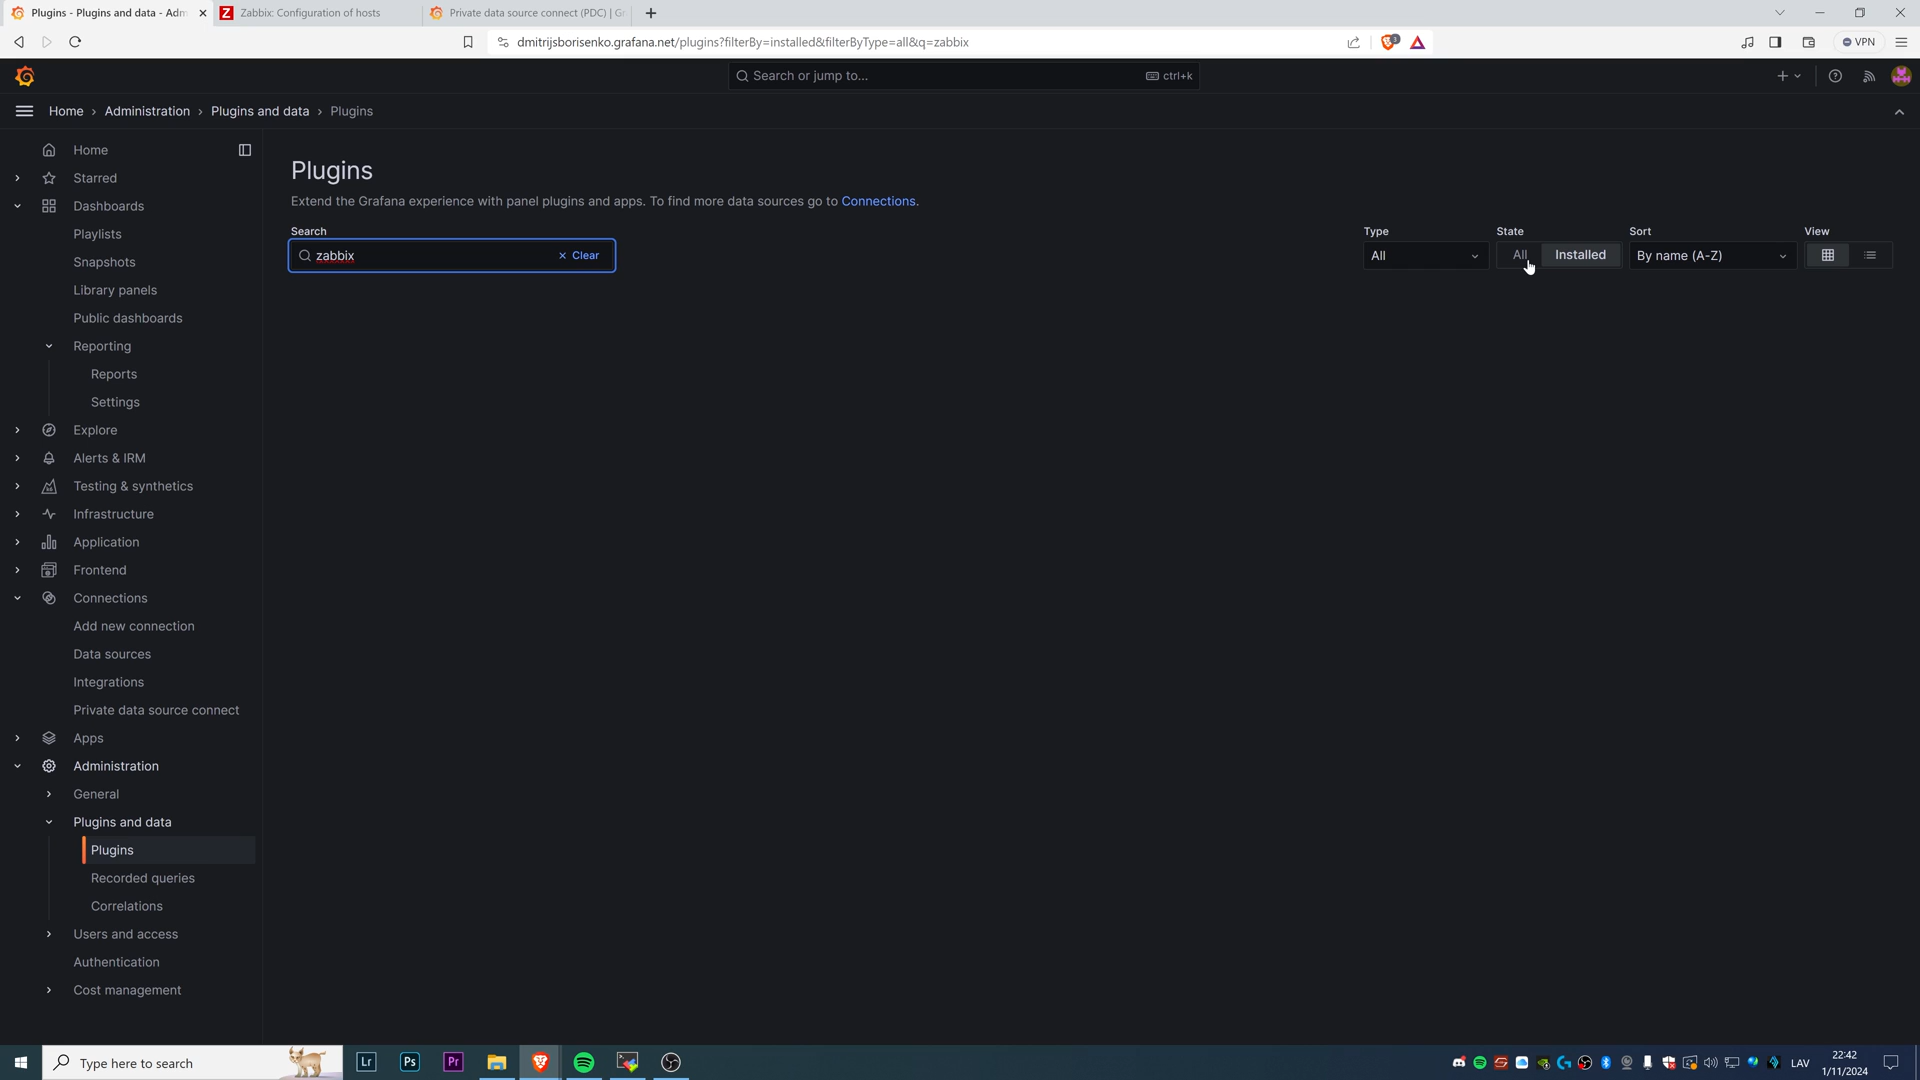 Plugins - Plugins and data - Adm
Zabbix: Configuration of hosts
Private data source connect (PDC) | Gr
dmitrijsborisenko.grafana.net/plugins?filterBy=installed&filterByType=all&q=zabbix
VPN
Search or jump to...
ctrl+k
Home › Administration › Plugins and data › Plugins
Home
Starred
Dashboards
Playlists
Snapshots
Library panels
Public dashboards
Reporting
Reports
Settings
Explore
Alerts & IRM
Testing & synthetics
Infrastructure
Application
Frontend
Connections
Add new connection
Data sources
Integrations
Private data source connect
Apps
Administration
General
Plugins and data
Plugins
Recorded queries
Correlations
Users and access
Authentication
Cost management
Plugins
Extend the Grafana experience with panel plugins and apps. To find more data sources go to Connections.
Search
zabbix
Clear
Type
All
State
All
Installed
Sort
By name (A-Z)
View
Type here to search
Lr
Ps
Pr
LAV
22:42
1/11/2024